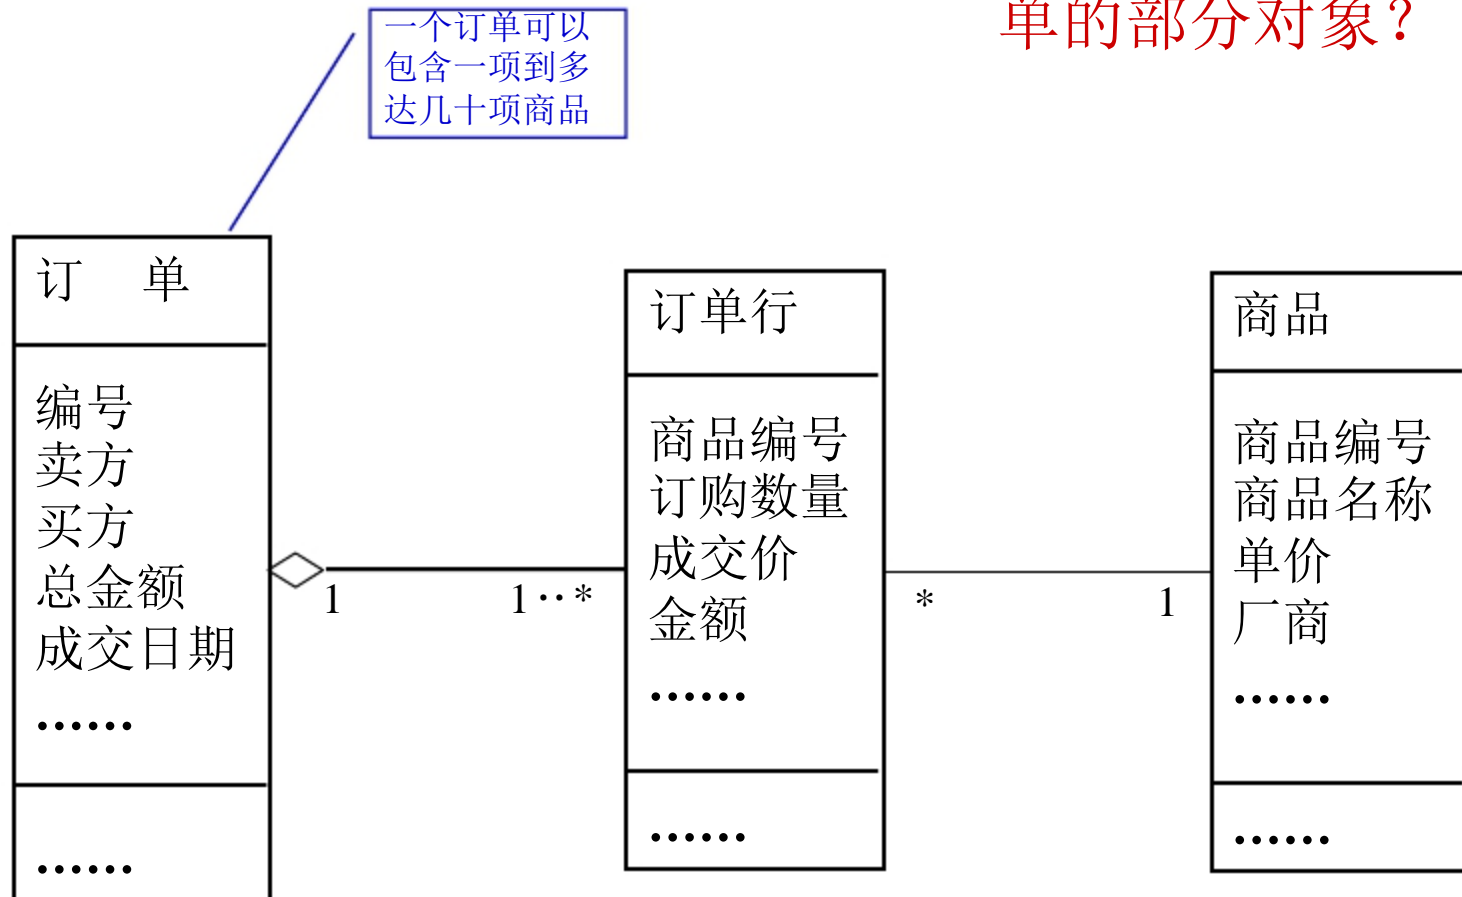 单的部分对象？
一个订单可以
包含一项到多
达几十项商品
订 单
编号
卖方
买方
总金额
成交日期
……
……
1
1..*
订单行
商品编号
订购数量
成交价
金额
……
……
*
1
商品
商品编号
商品名称
单价
厂商
……
……